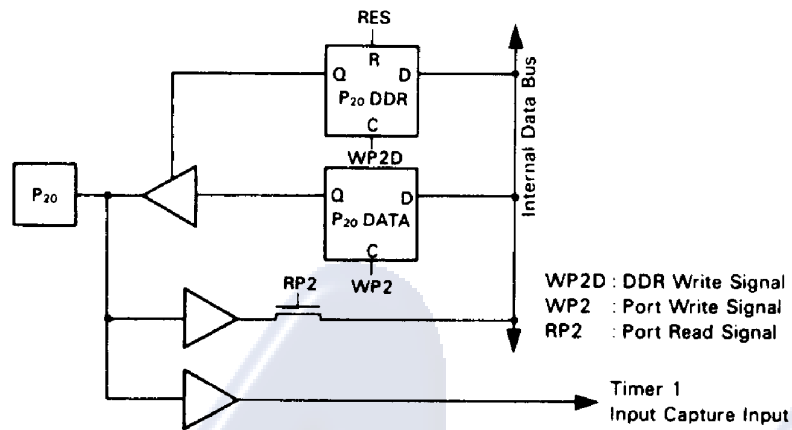 RES
R
Q D
P₂₀ DDR
C
WP2D
Internal Data Bus
P₂₀
Q D
P₂₀ DATA
C
WP2
RP2
WP2D : DDR Write Signal
WP2 : Port Write Signal
RP2 : Port Read Signal
Timer 1
Input Capture Input